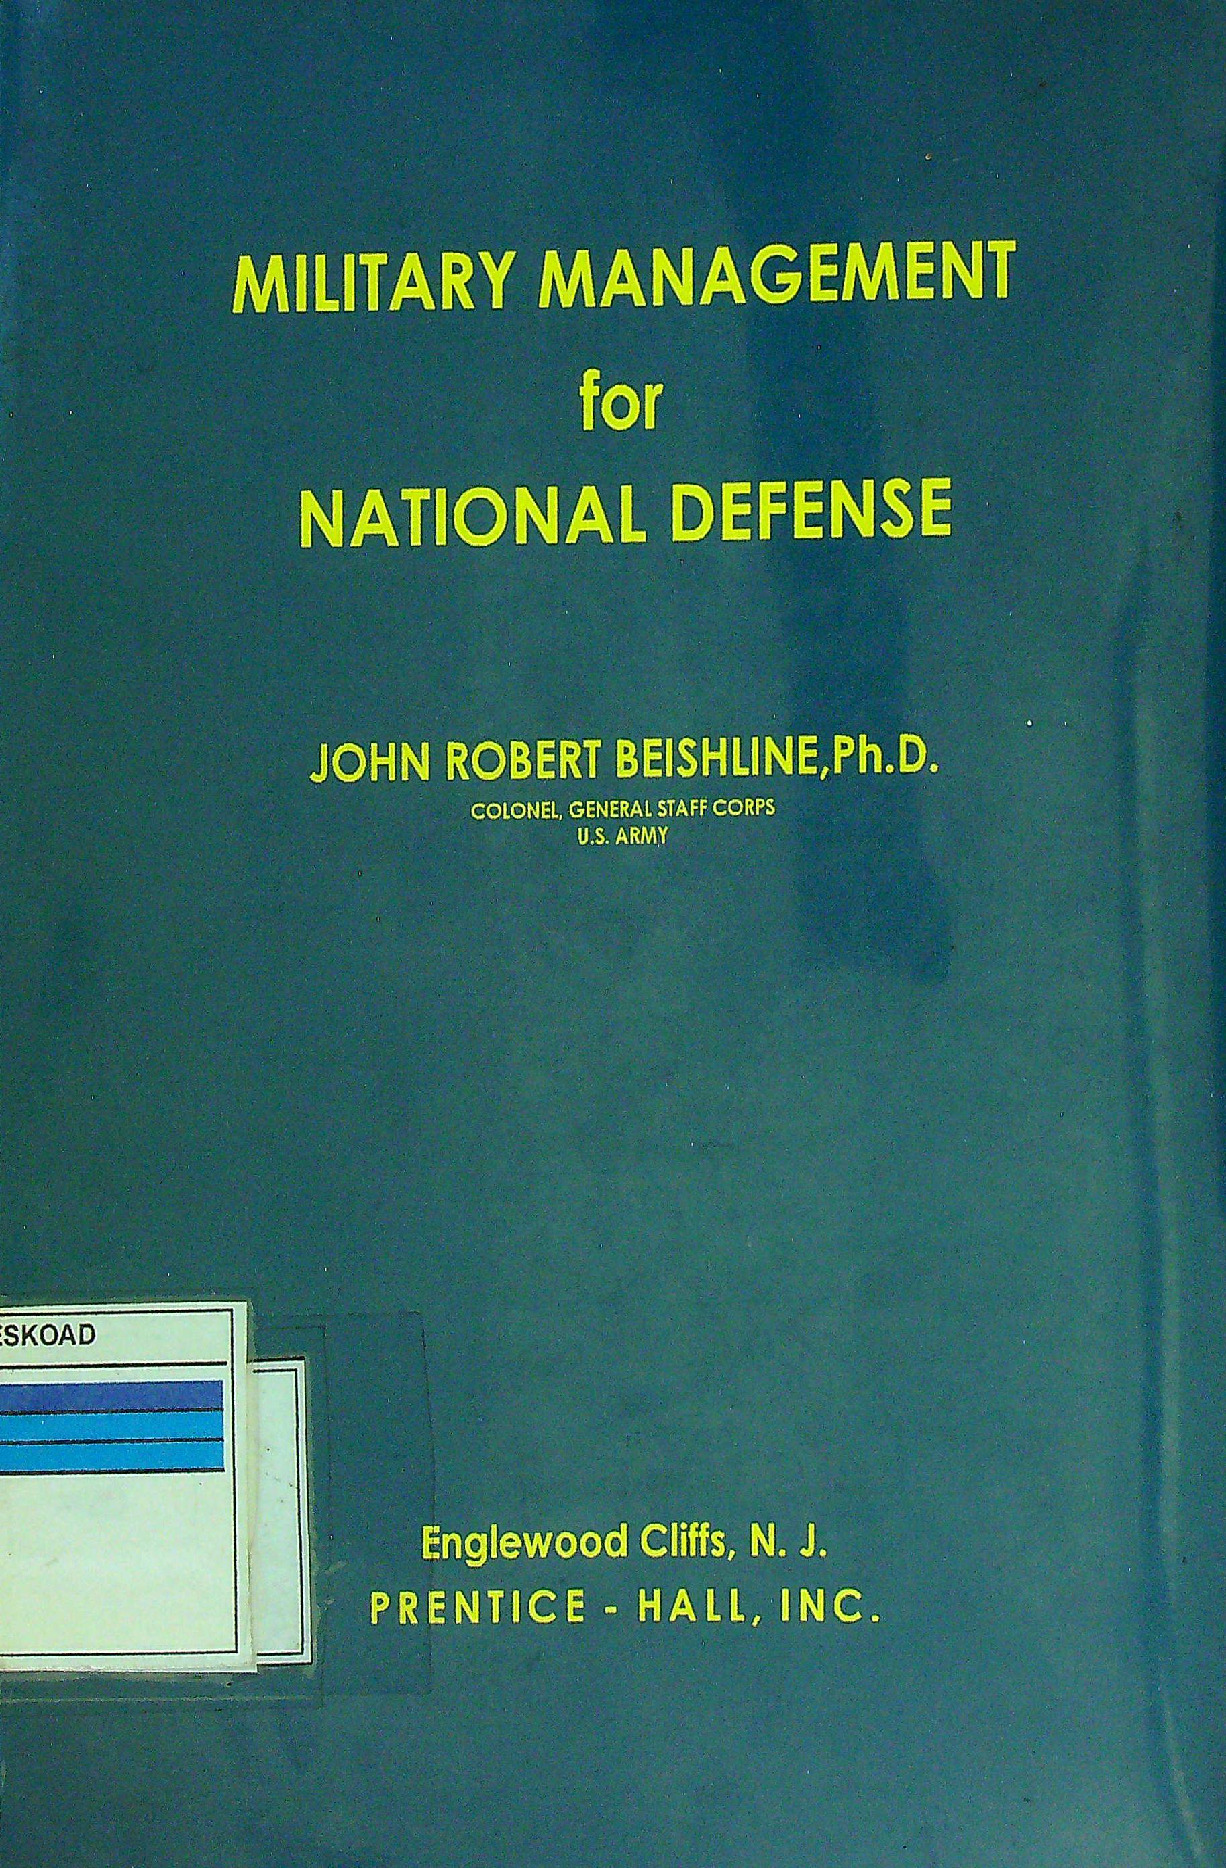 MILITARY MANAGEMENT
for
NATIONAL DEFENSE
JOHN ROBERT BEISHLINE,Ph.D.
COLONEL, GENERAL STAFF CORPS
U.S. ARMY
ESKOAD
Englewood Cliffs, N. J.
PRENTICE - HALL, INC.